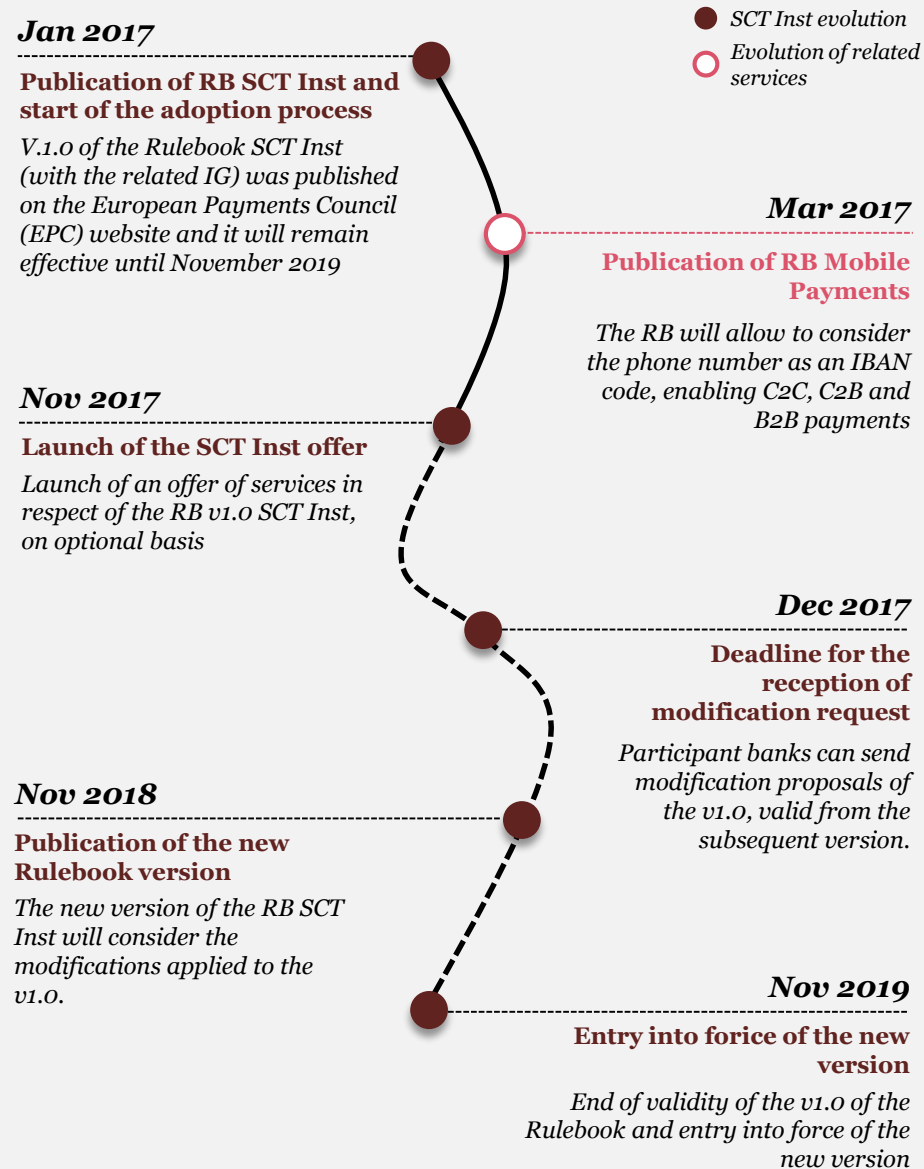 SCT Inst evolution
Evolution of related
services
Jan 2017
Publication of RB SCT Inst and
start of the adoption process
V.1.0 of the Rulebook SCT Inst
(with the related IG) was published
on the European Payments Council
(EPC) website and it will remain
effective until November 2019
Mar 2017
Publication of RB Mobile
Payments
The RB will allow to consider
the phone number as an IBAN
code, enabling C2C, C2B and
B2B payments
Nov 2017
Launch of the SCT Inst offer
Launch of an offer of services in
respect of the RB v1.0 SCT Inst,
on optional basis
Dec 2017
Deadline for the
reception of
modification request
Participant banks can send
modification proposals of
the v1.0, valid from the
subsequent version.
Nov 2018
Publication of the new
Rulebook version
The new version of the RB SCT
Inst will consider the
modifications applied to the
v1.0.
Nov 2019
Entry into forice of the new
version
End of validity of the v1.0 of the
Rulebook and entry into force of the
new version